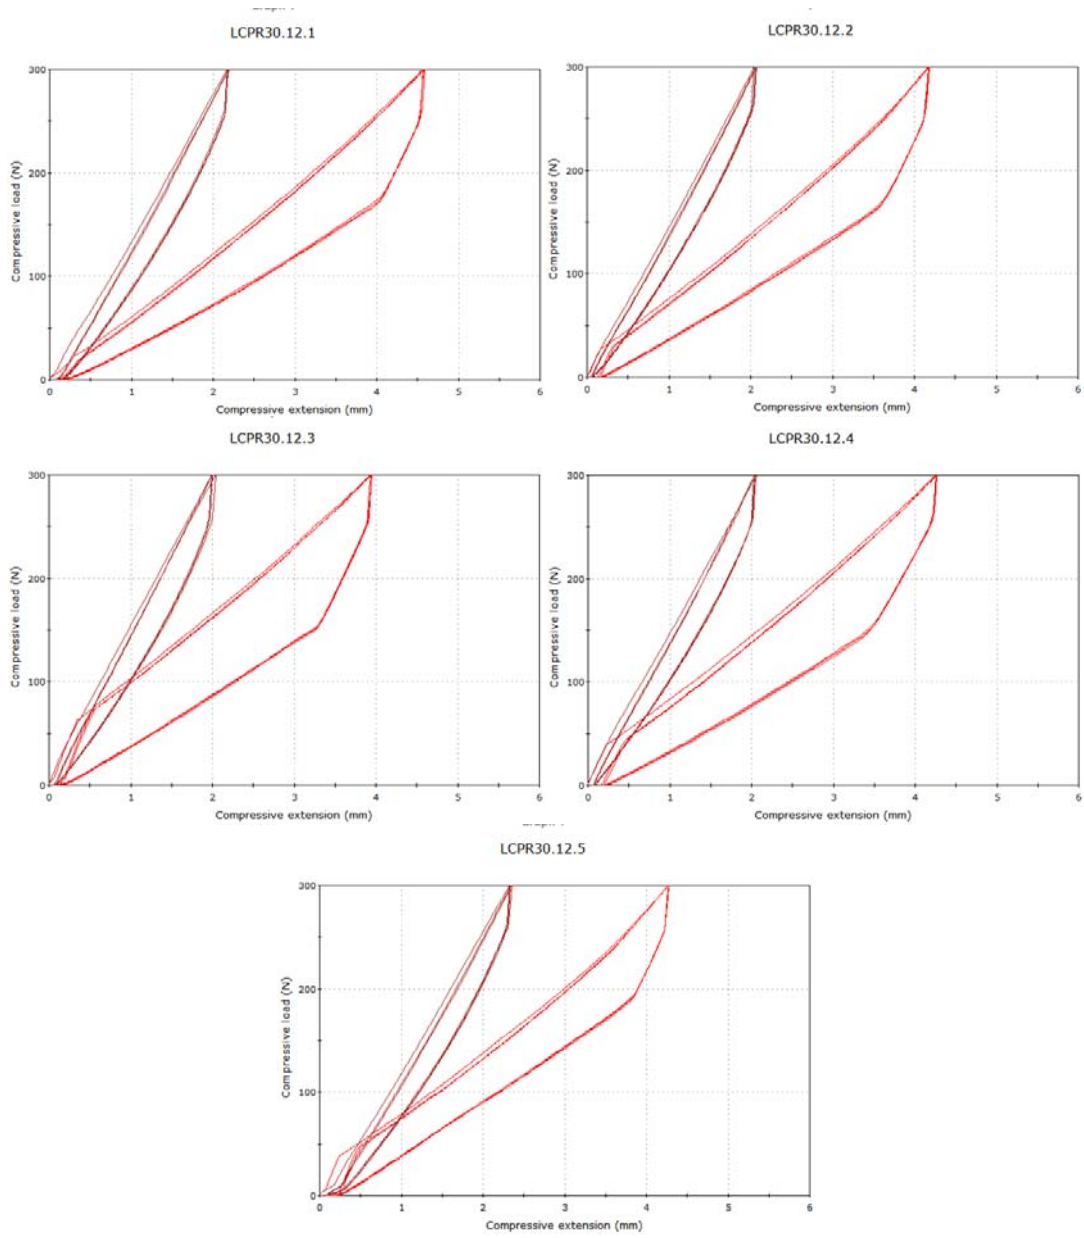 LCPR30.12.1
LCPR30.12.2
300
200
100
0
Compressive load (N)
0 1 2 3 4 5 6
Compressive extension (mm)
300
200
100
0
Compressive load (N)
0 1 2 3 4 5 6
Compressive extension (mm)
LCPR30.12.3
LCPR30.12.4
300
200
100
0
Compressive load (N)
0 1 2 3 4 5 6
Compressive extension (mm)
300
200
100
0
Compressive load (N)
0 1 2 3 4 5 6
Compressive extension (mm)
LCPR30.12.5
300
200
100
0
Compressive load (N)
0 1 2 3 4 5 6
Compressive extension (mm)